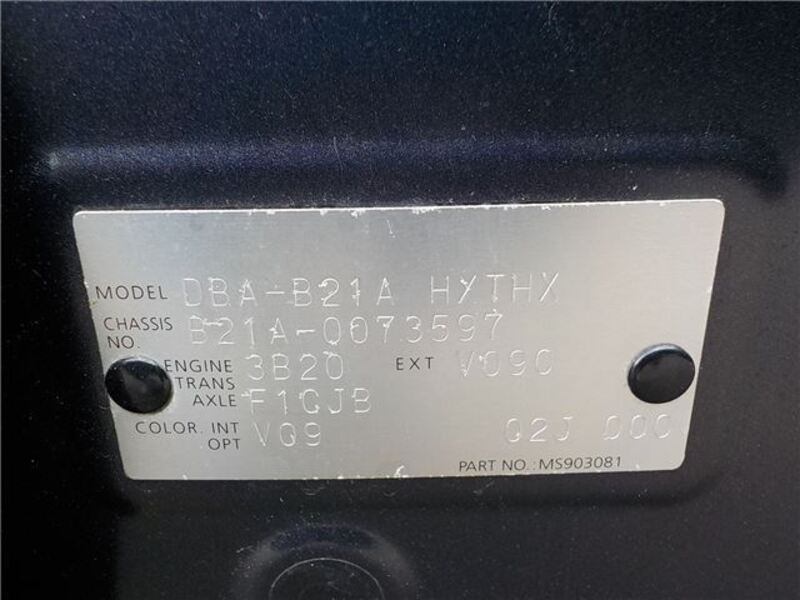 MODEL DBA-B21A HXTHX
CHASSIS NO. B21A-0073597
ENGINE 3B20 EXT V09C
TRANS AXLE F1CJB
COLOR. INT OPT V09 02J 000
PART NO.: MS903081